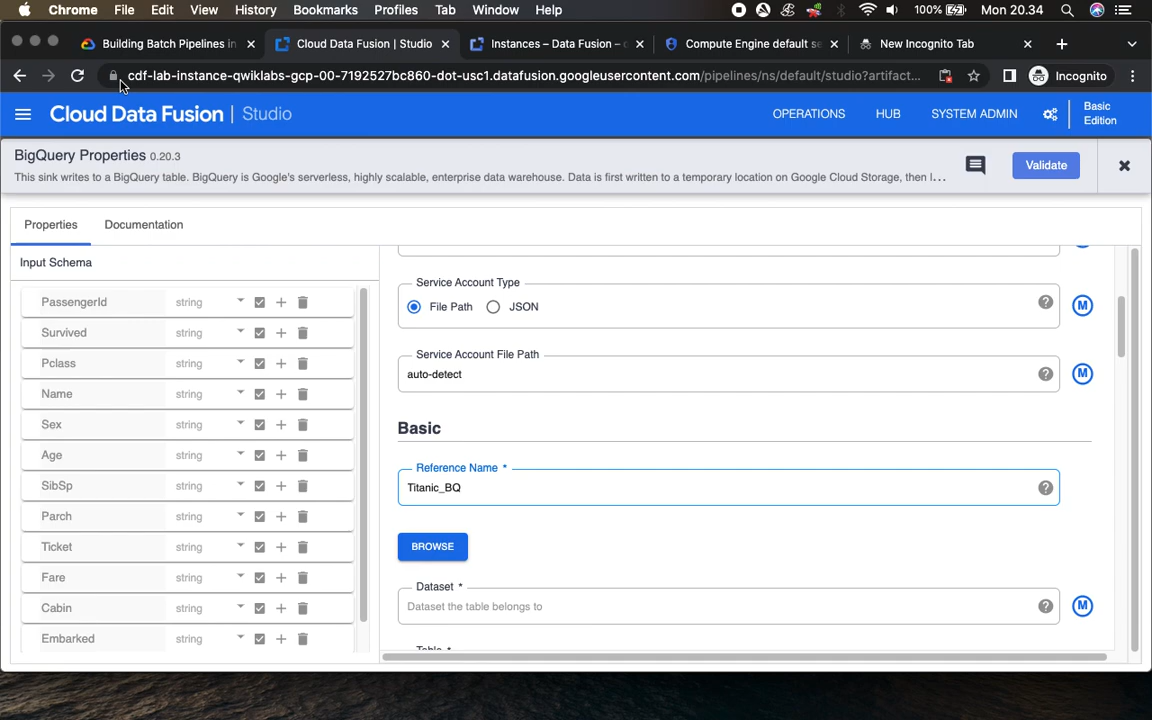 Chrome File Edit View History Bookmarks Profiles Tab Window Help 100% Mon 20.34
Building Batch Pipelines in Cloud Data Fusion | Studio Instances – Data Fusion – Compute Engine default se New Incognito Tab
cdf-lab-instance-qwiklabs-gcp-00-7192527bc860-dot-usc1.datafusion.googleusercontent.com/pipelines/ns/default/studio?artifact... Incognito
Cloud Data Fusion | Studio OPERATIONS HUB SYSTEM ADMIN Basic Edition
BigQuery Properties 0.20.3
This sink writes to a BigQuery table. BigQuery is Google's serverless, highly scalable, enterprise data warehouse. Data is first written to a temporary location on Google Cloud Storage, then l...
Validate
Properties Documentation
Input Schema
PassengerId string
Survived string
Pclass string
Name string
Sex string
Age string
SibSp string
Parch string
Ticket string
Fare string
Cabin string
Embarked string
Service Account Type
File Path JSON
M
Service Account File Path
auto-detect
M
Basic
Reference Name *
Titanic_BQ
BROWSE
Dataset *
Dataset the table belongs to
M
Table *